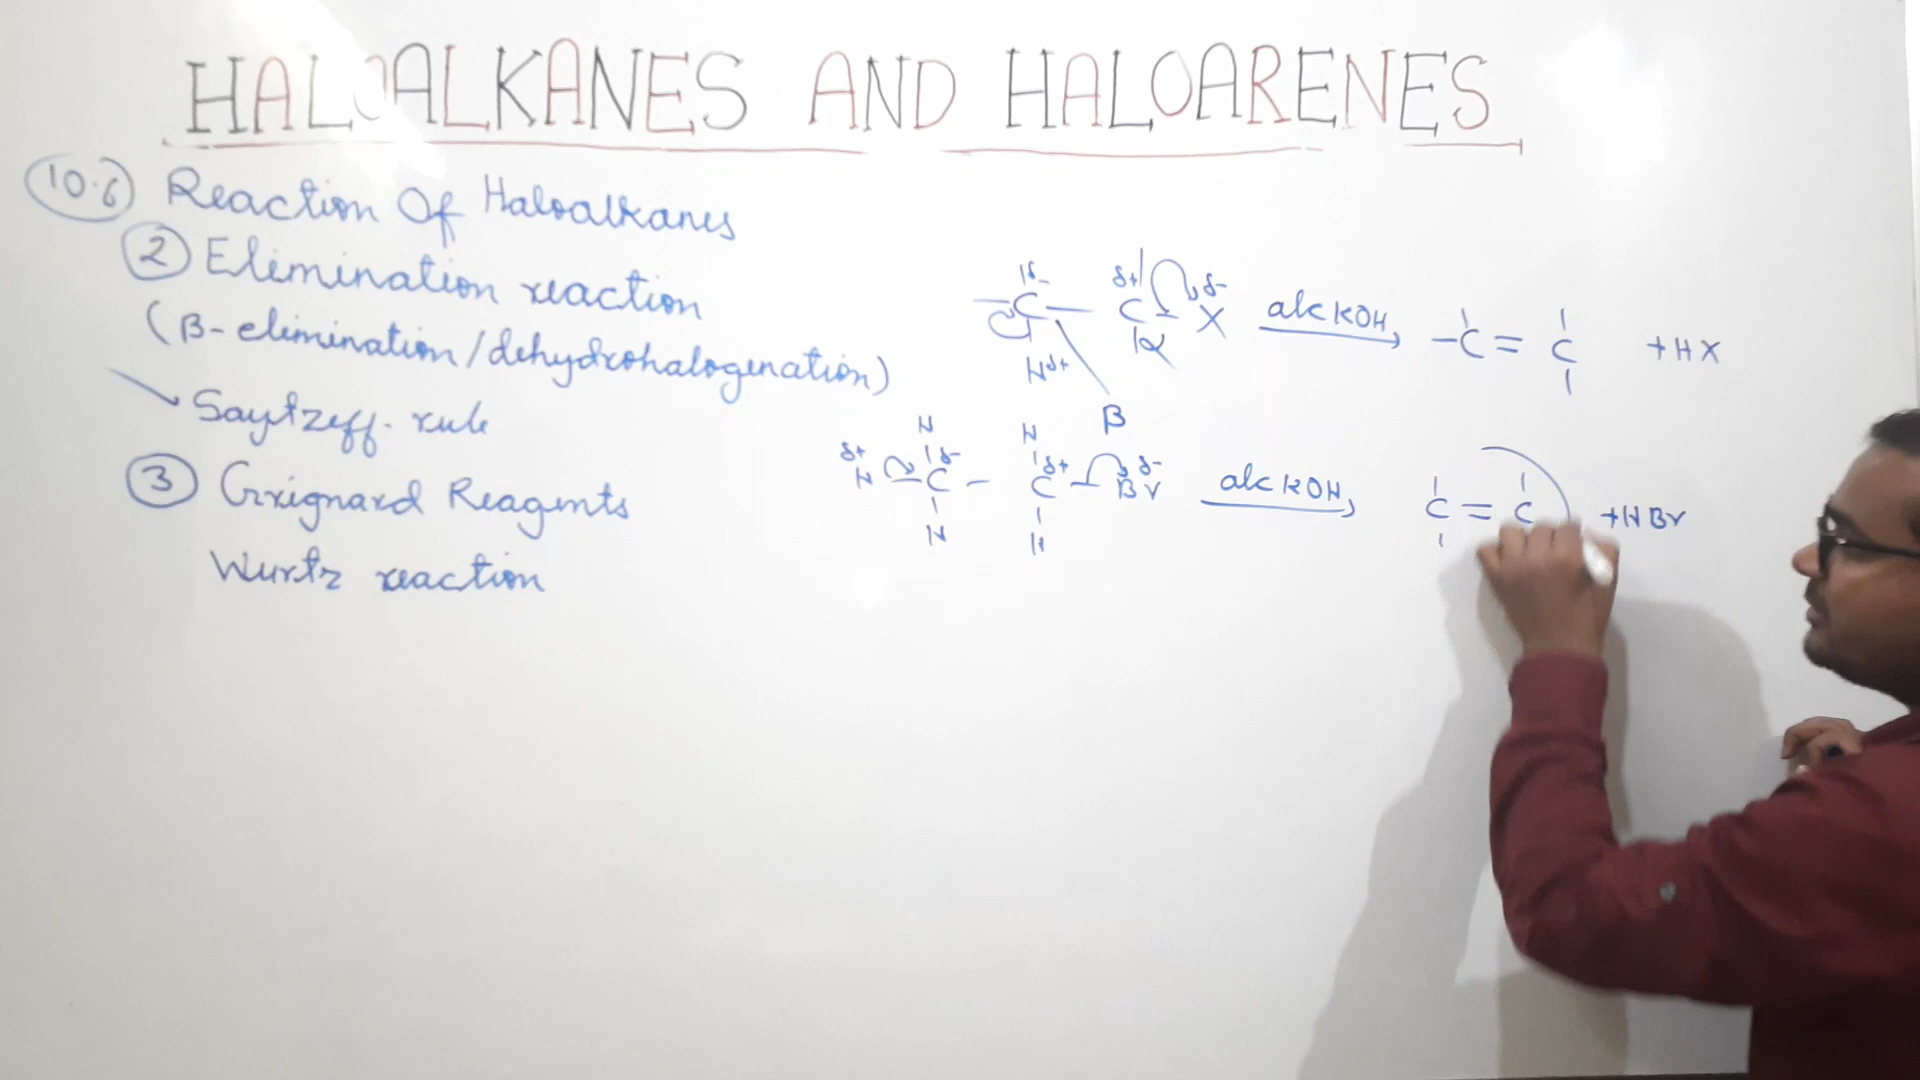 HALOALKANES AND HALOARENES
10.6 Reaction Of Haloalkanes
2 Elimination reaction
(β-elimination/dehydrohalogenation)
Saytzeff rule
3 Grignard Reagents
Wurtz reaction
δ- δ+ δ-
-C - C - X alc KOH -C = C + HX
Hδ+ α
β
H H
δ+ δ- δ+ δ-
H - C - C - Br alc KOH C = C + HBr
H H